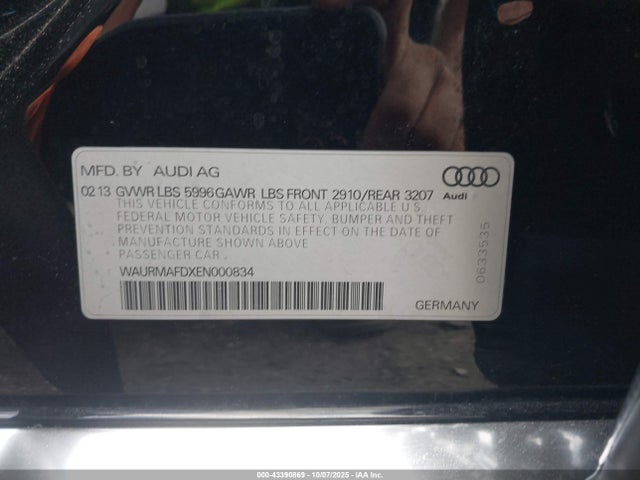 MFD. BY AUDI AG
02 13 GVWR LBS 5996 GAWR LBS FRONT 2910/REAR 3207
Audi
THIS VEHICLE CONFORMS TO ALL APPLICABLE U.S.
FEDERAL MOTOR VEHICLE SAFETY, BUMPER AND THEFT
PREVENTION STANDARDS IN EFFECT ON THE DATE OF
MANUFACTURE SHOWN ABOVE
PASSENGER CAR
0633535
WAURMAFDXEN000834
GERMANY
000-43390869 - 10/07/2025 - IAA Inc.